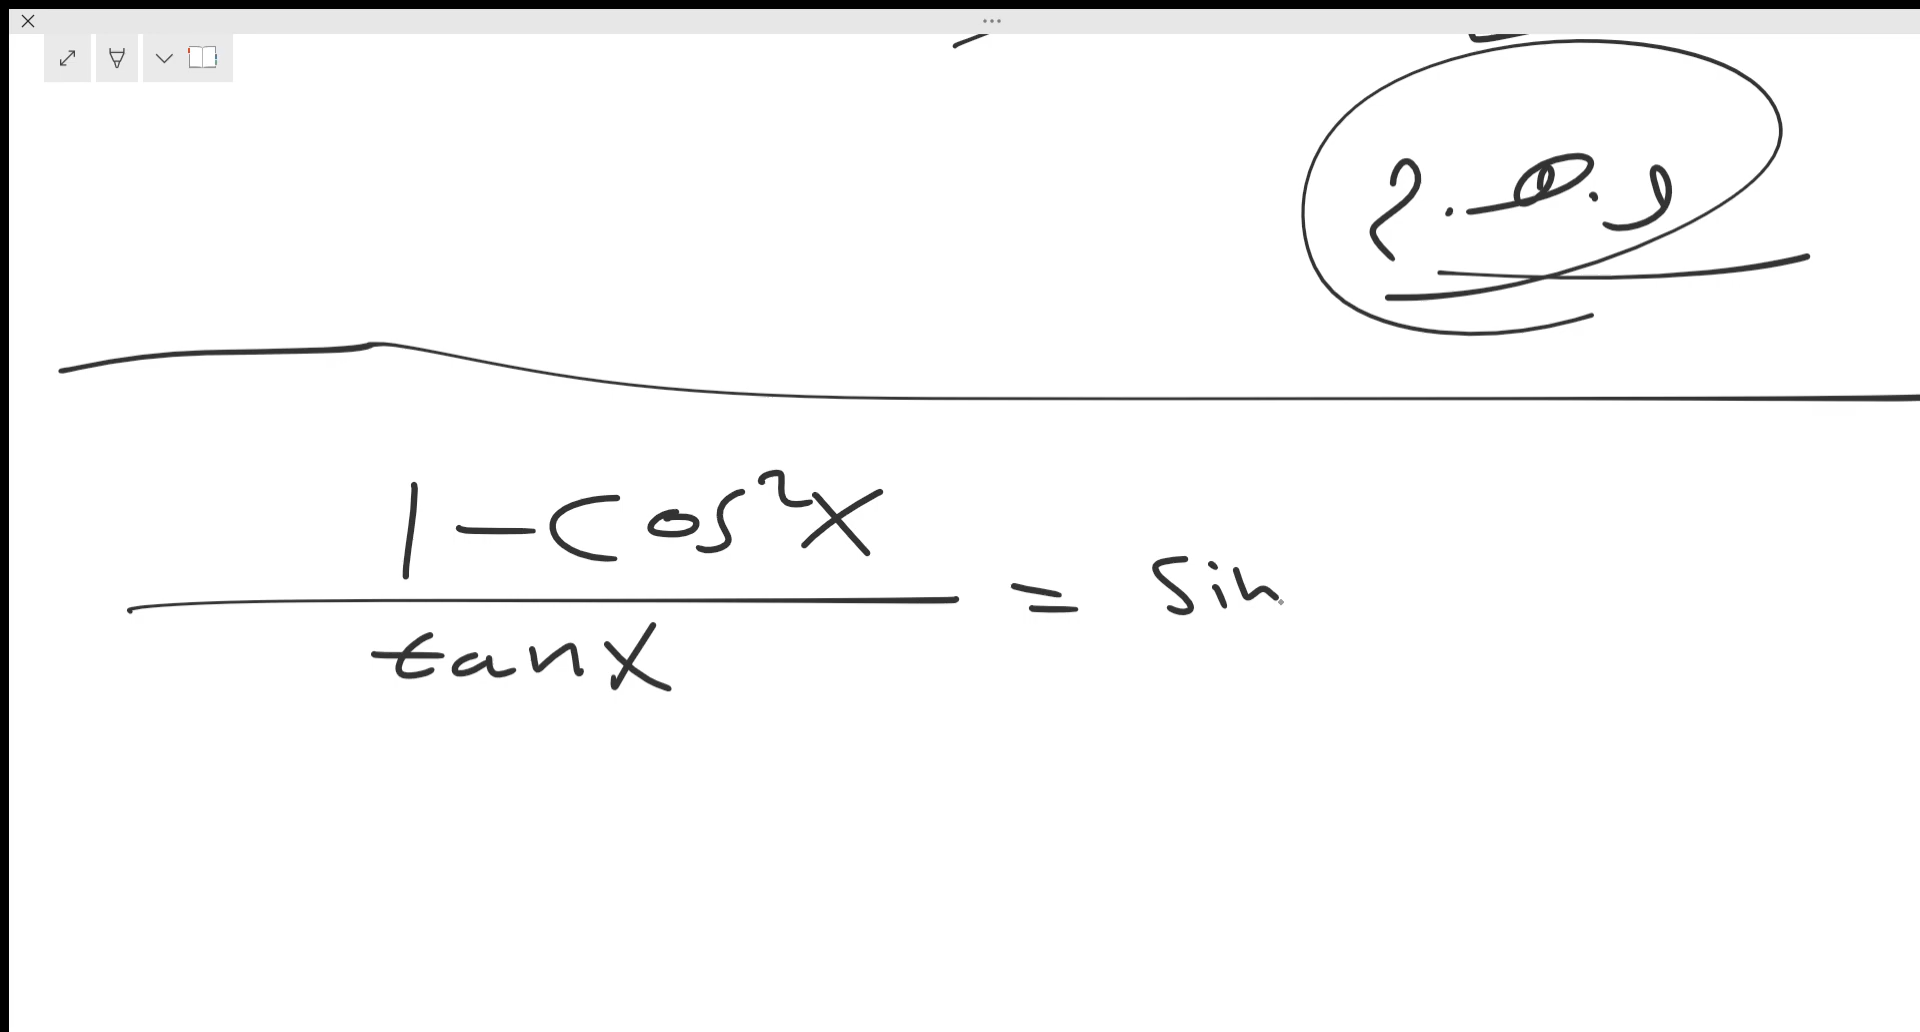 و.ه.م
1 - Cos²x
tanx
= Sin